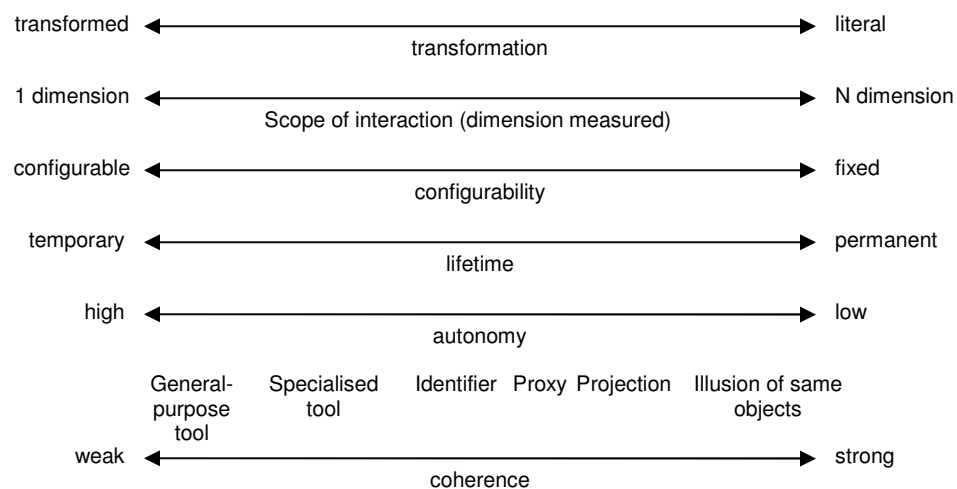 transformed literal
transformation
1 dimension N dimension
Scope of interaction (dimension measured)
configurable fixed
configurability
temporary permanent
lifetime
high low
autonomy
General- Specialised Identifier Proxy Projection Illusion of same
purpose tool objects
tool
weak strong
coherence